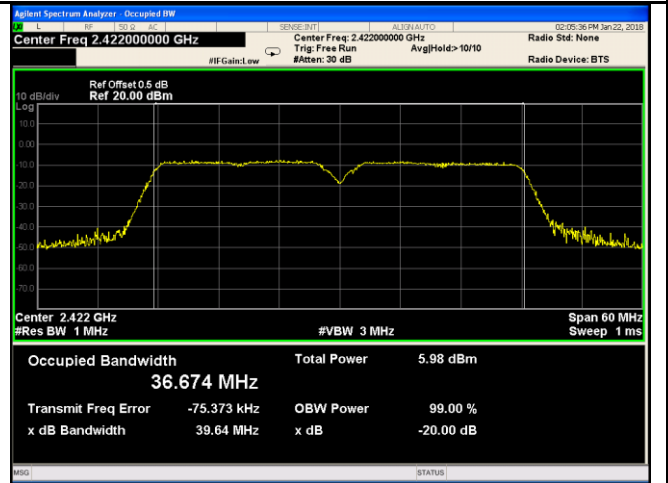 Agilent Spectrum Analyzer - Occupied BW
L RF 50 Ω AC SENSE:INT ALIGNAUTO 02:05:36 PM Jan 22, 2018
Center Freq 2.422000000 GHz Center Freq: 2.422000000 GHz Radio Std: None
Trig: Free Run Avg|Hold:>10/10
#IFGain:Low #Atten: 30 dB Radio Device: BTS
Ref Offset 0.5 dB
10 dB/div Ref 20.00 dBm
Log
10.0
0.00
-10.0
-20.0
-30.0
-40.0
-50.0
-60.0
-70.0
Center 2.422 GHz Span 60 MHz
#Res BW 1 MHz #VBW 3 MHz Sweep 1 ms
Occupied Bandwidth Total Power 5.98 dBm
36.674 MHz
Transmit Freq Error -75.373 kHz OBW Power 99.00 %
x dB Bandwidth 39.64 MHz x dB -20.00 dB
MSG STATUS